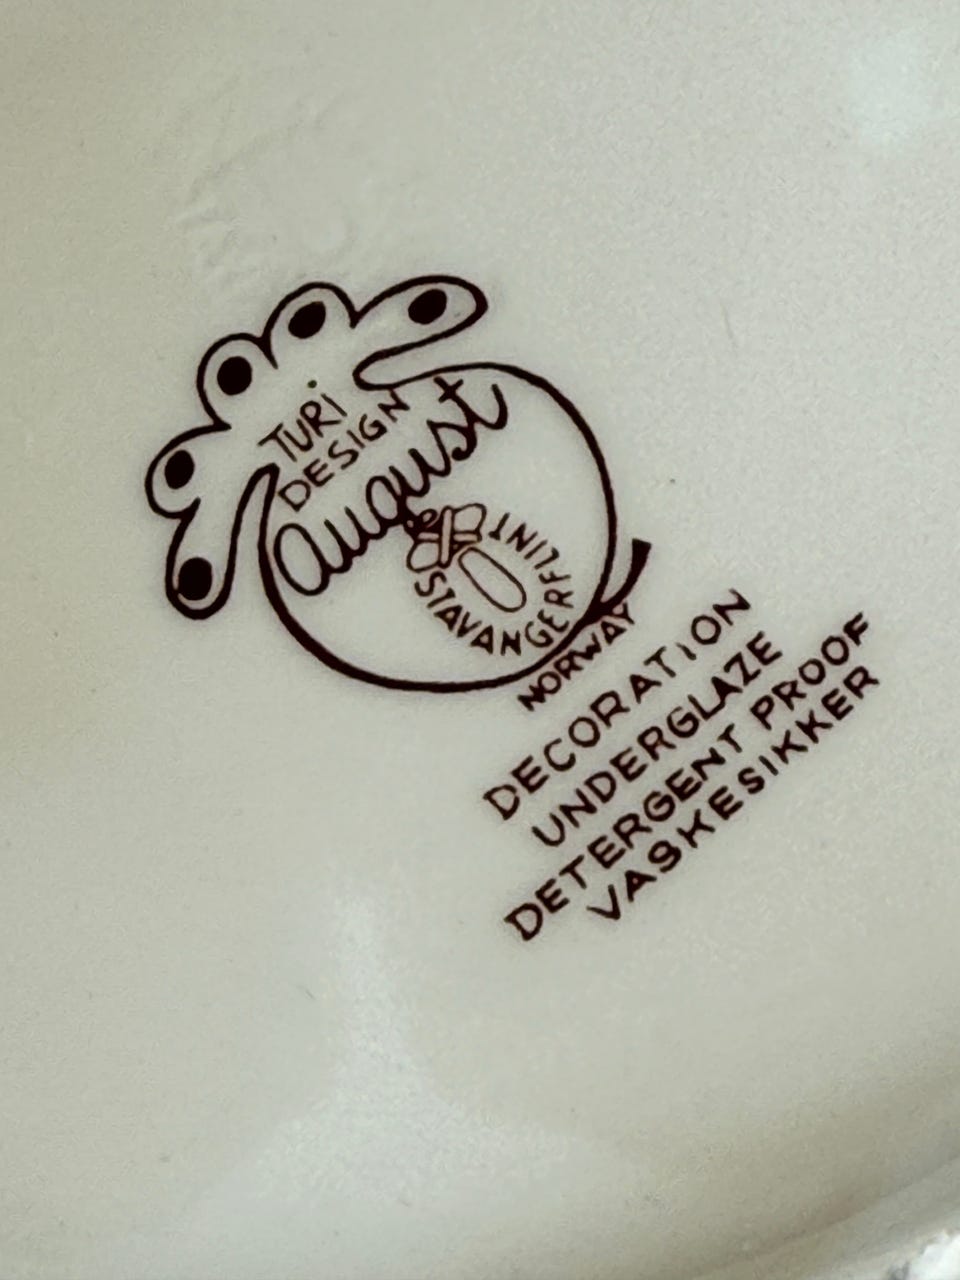 TURi
DESIGN
august
STAVANGERFLINT
NORWAY
DECORATiON
UNDERGLAZE
DETERGENT PROOF
VASKESIKKER